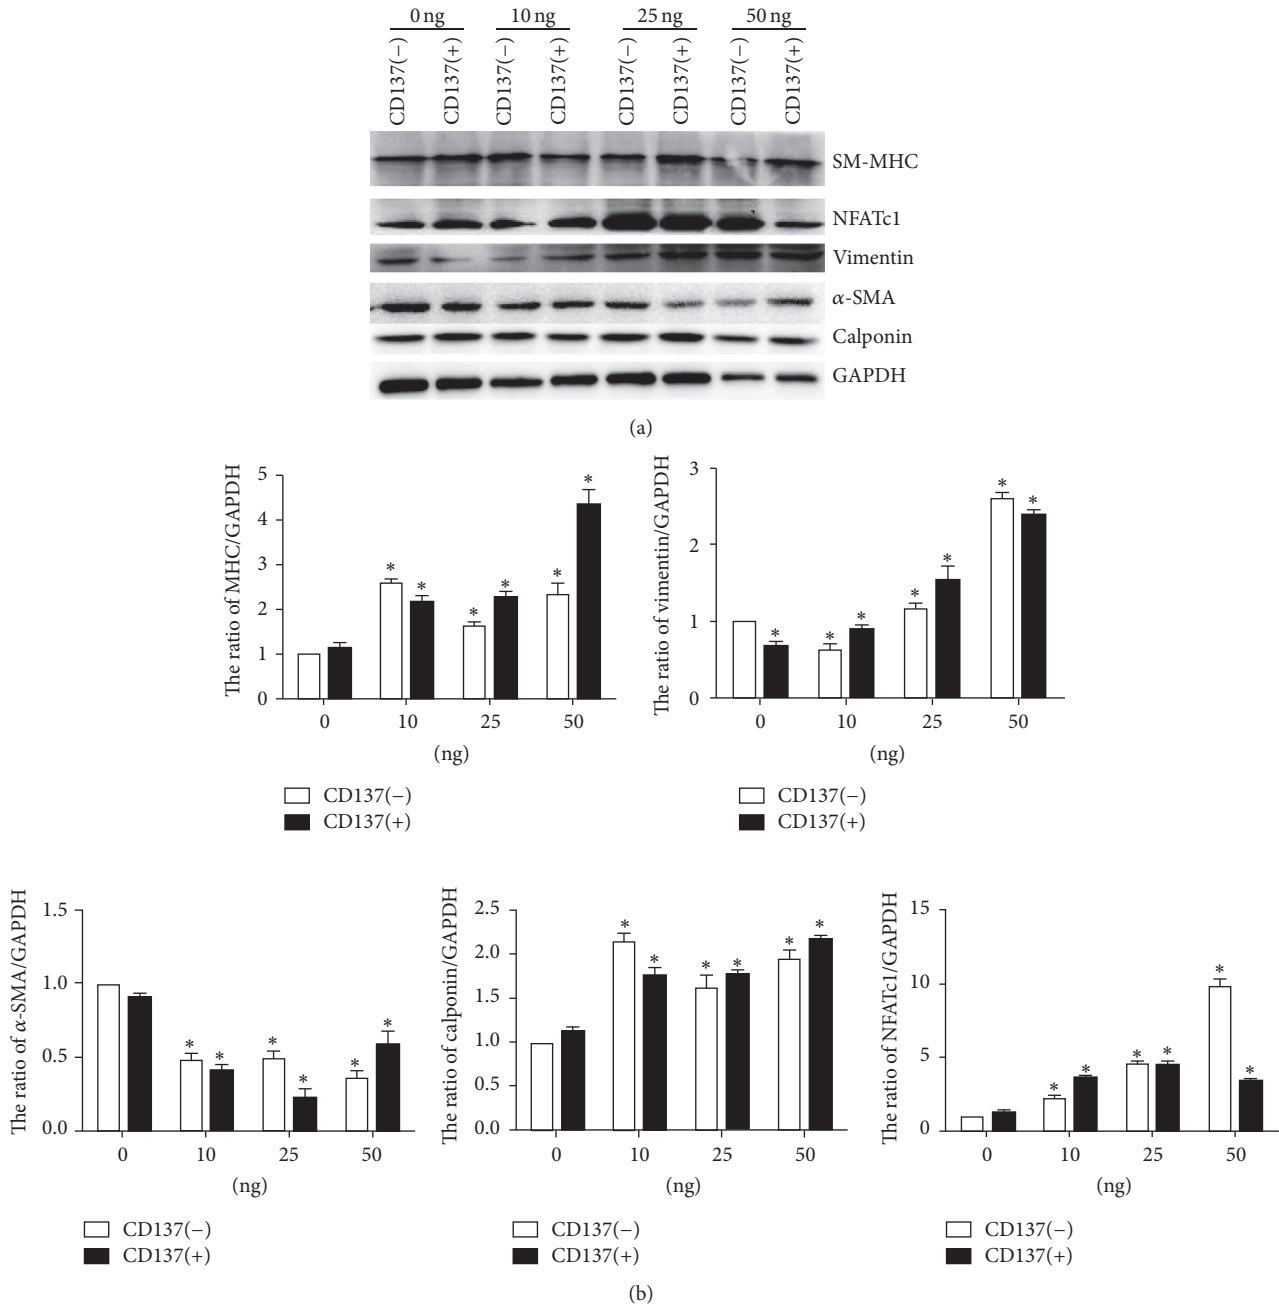 0 ng 10 ng 25 ng 50 ng
CD137(−) CD137(+) CD137(−) CD137(+) CD137(−) CD137(+) CD137(−) CD137(+)
SM-MHC
NFATc1
Vimentin
α-SMA
Calponin
GAPDH
(a)
The ratio of MHC/GAPDH
5
4
3
2
1
0
* * * * * *
0 10 25 50
(ng)
CD137(−)
CD137(+)
The ratio of vimentin/GAPDH
3
2
1
0
* * * * * * *
0 10 25 50
(ng)
CD137(−)
CD137(+)
The ratio of α-SMA/GAPDH
1.5
1.0
0.5
0.0
* * * * * *
0 10 25 50
(ng)
CD137(−)
CD137(+)
The ratio of calponin/GAPDH
2.5
2.0
1.5
1.0
0.5
0.0
* * * * * *
0 10 25 50
(ng)
CD137(−)
CD137(+)
The ratio of NFATc1/GAPDH
15
10
5
0
* * * * * *
0 10 25 50
(ng)
CD137(−)
CD137(+)
(b)